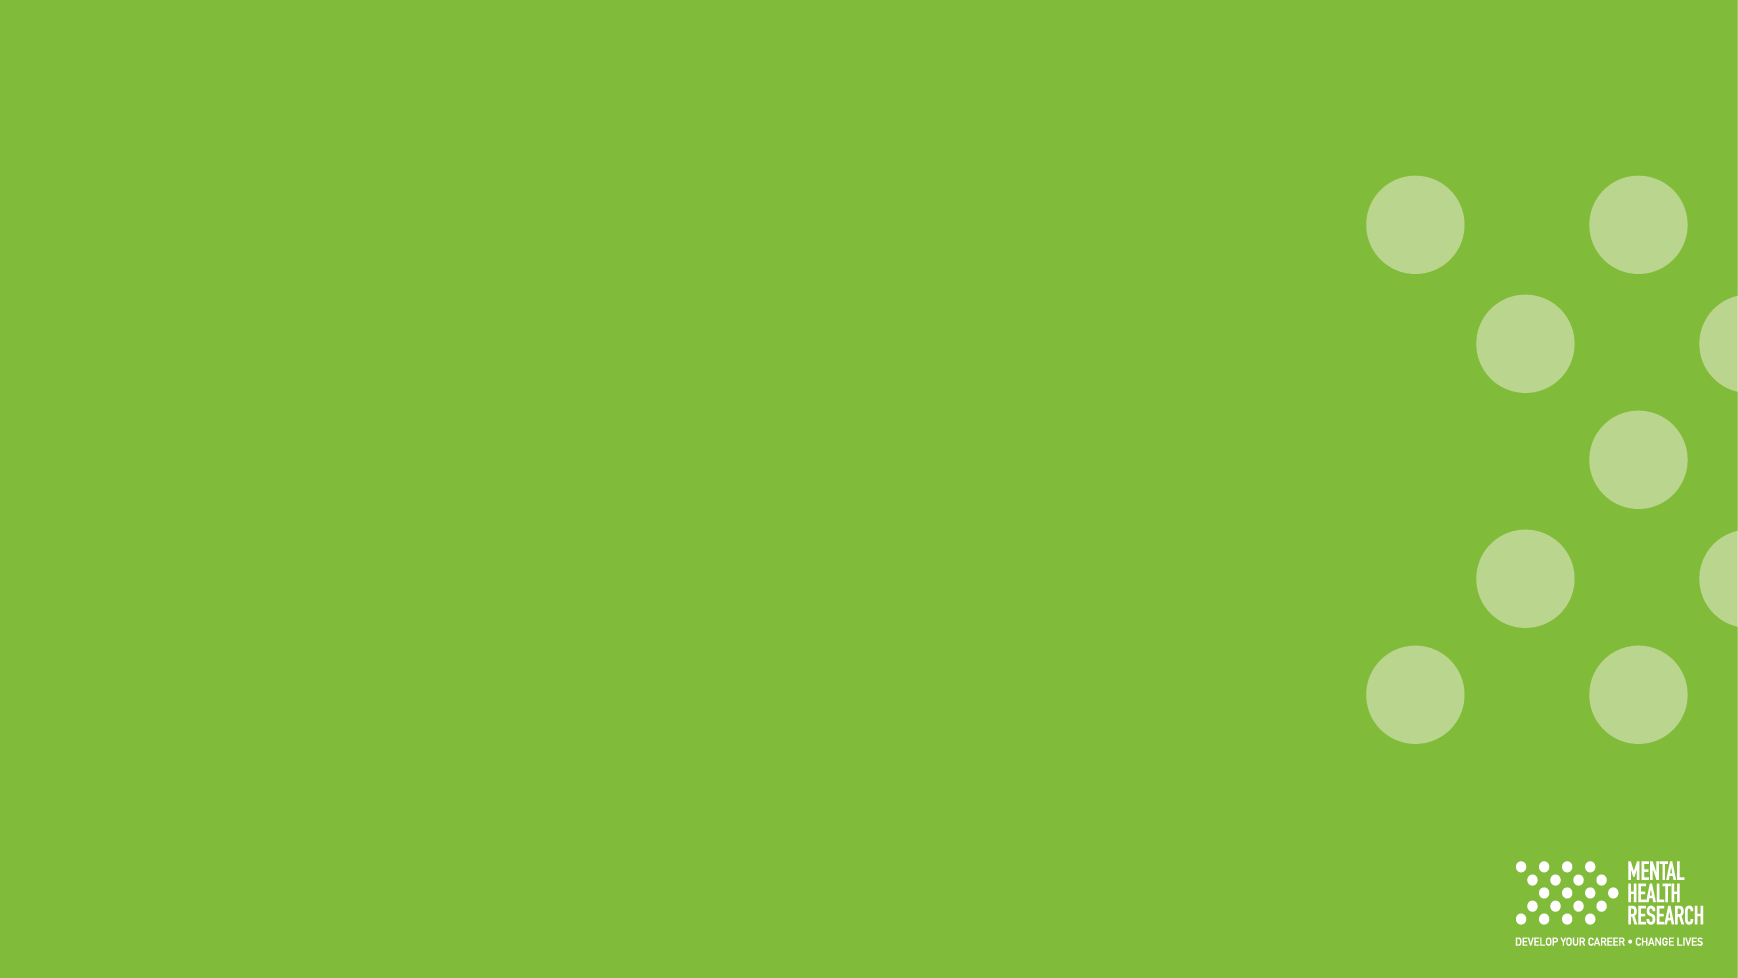 MENTAL
HEALTH
RESEARCH
DEVELOP YOUR CAREER • CHANGE LIVES